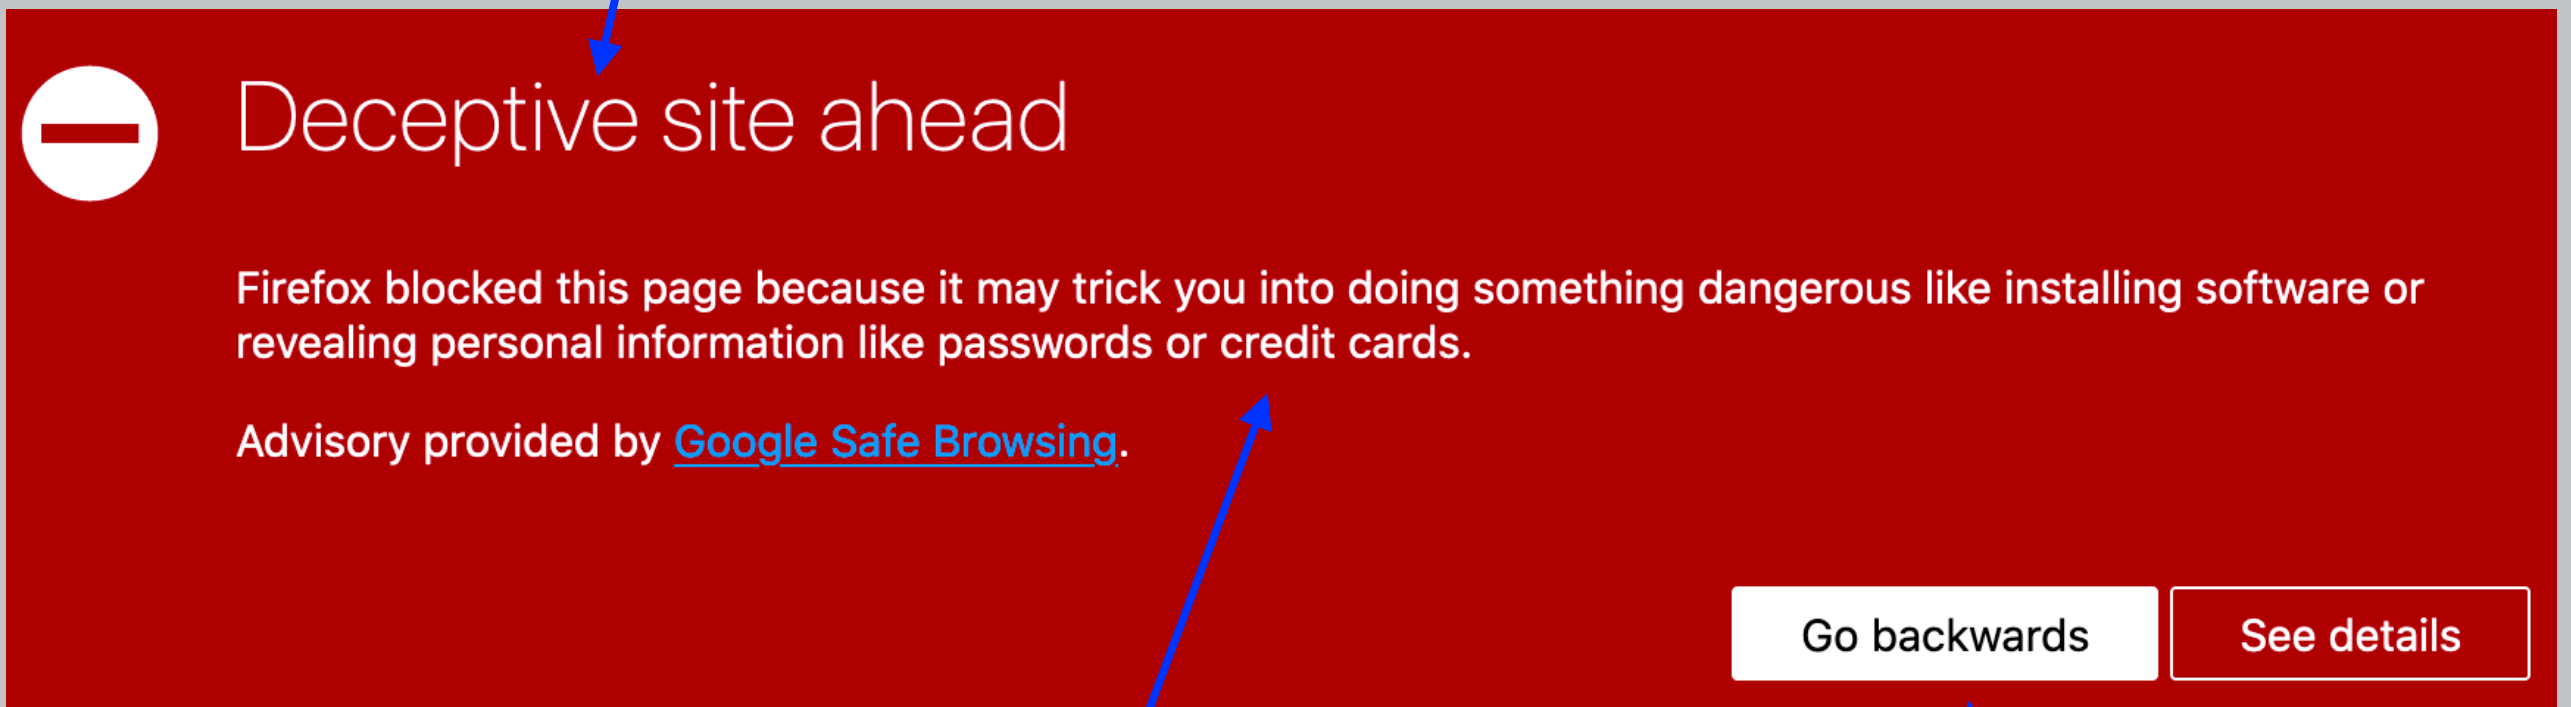 Deceptive site ahead
Firefox blocked this page because it may trick you into doing something dangerous like installing software or
revealing personal information like passwords or credit cards.
Advisory provided by Google Safe Browsing.
Go backwards
See details